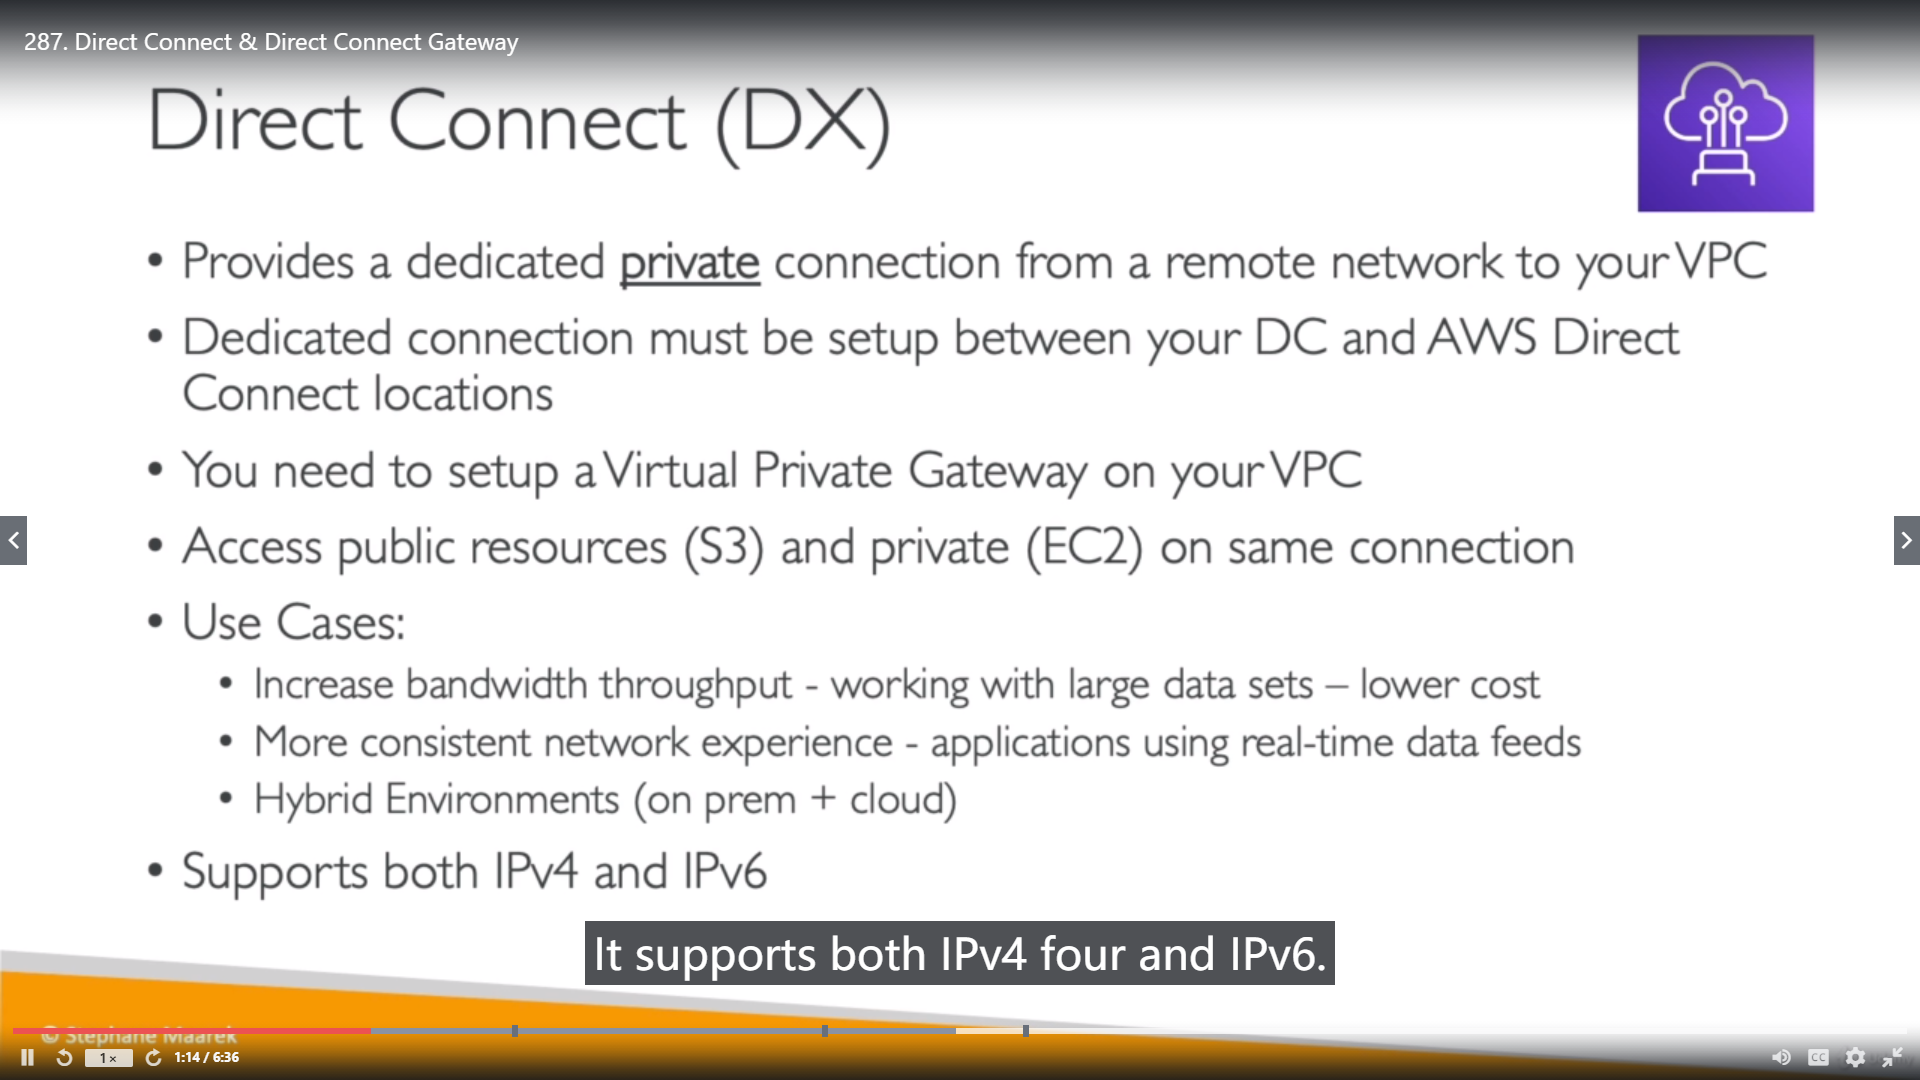 287. Direct Connect & Direct Connect Gateway
Direct Connect (DX)
• Provides a dedicated private connection from a remote network to your VPC
• Dedicated connection must be setup between your DC and AWS Direct
Connect locations
• You need to setup a Virtual Private Gateway on your VPC
• Access public resources (S3) and private (EC2) on same connection
• Use Cases:
• Increase bandwidth throughput - working with large data sets – lower cost
• More consistent network experience - applications using real-time data feeds
• Hybrid Environments (on prem + cloud)
• Supports both IPv4 and IPv6
It supports both IPv4 four and IPv6.
© Stephane Maarek
1×
1:14 / 6:36
CC